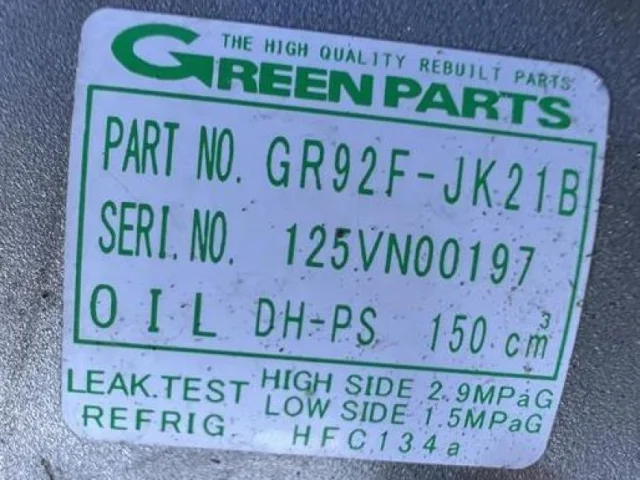 THE HIGH QUALITY REBUILT PARTS
GREEN PARTS
PART NO. GR92F-JK21B
SERI. NO. 125VN00197
OIL DH-PS 150 cm³
LEAK.TEST HIGH SIDE 2.9MPaG
LOW SIDE 1.5MPaG
REFRIG HFC134a